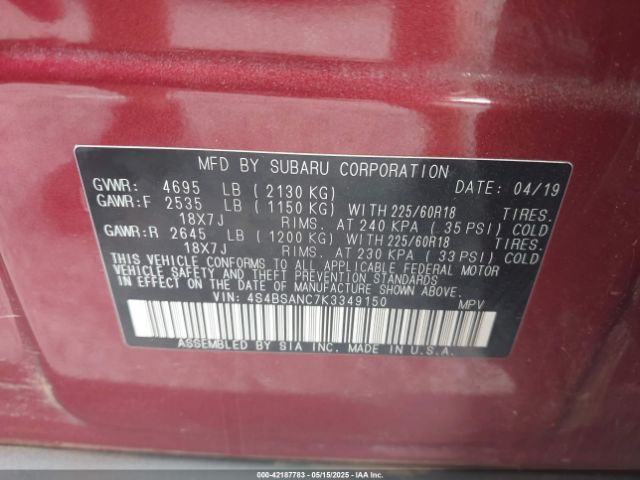 MFD BY SUBARU CORPORATION
GVWR: 4695 LB (2130 KG) DATE: 04/19
GAWR:F 2535 LB (1150 KG) WITH 225/60R18 TIRES.
18X7J RIMS. AT 240 KPA (35 PSI) COLD
GAWR:R 2645 LB (1200 KG) WITH 225/60R18 TIRES.
18X7J RIMS. AT 230 KPA (33 PSI) COLD
THIS VEHICLE CONFORMS TO ALL APPLICABLE FEDERAL MOTOR
VEHICLE SAFETY AND THEFT PREVENTION STANDARDS
IN EFFECT ON THE DATE OF MANUFACTURE SHOWN ABOVE.
VIN: 4S4BSANC7K3349150 MPV
ASSEMBLED BY SIA INC. MADE IN U.S.A.
000-42187783 - 05/15/2025 - IAAI.COM